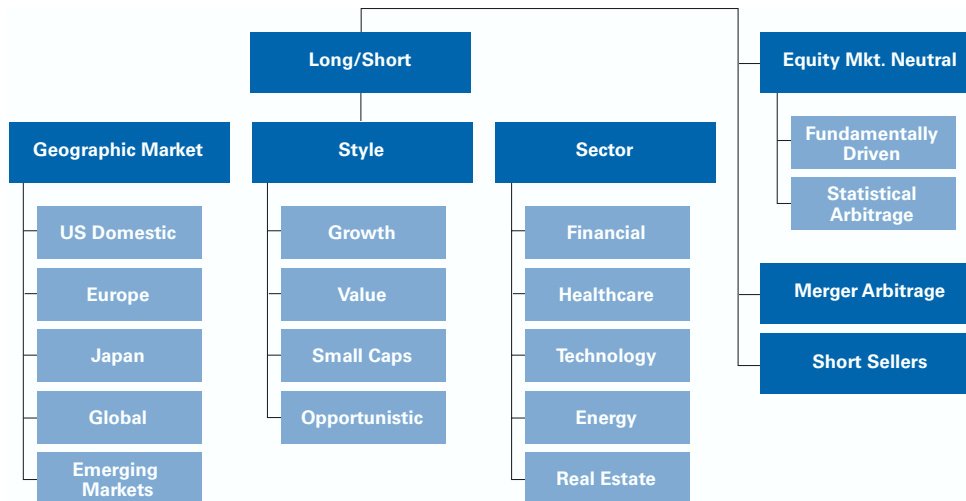 Long/Short
Geographic Market
US Domestic
Europe
Japan
Global
Emerging
Markets
Style
Growth
Value
Small Caps
Opportunistic
Sector
Financial
Healthcare
Technology
Energy
Real Estate
Equity Mkt. Neutral
Fundamentally
Driven
Statistical
Arbitrage
Merger Arbitrage
Short Sellers